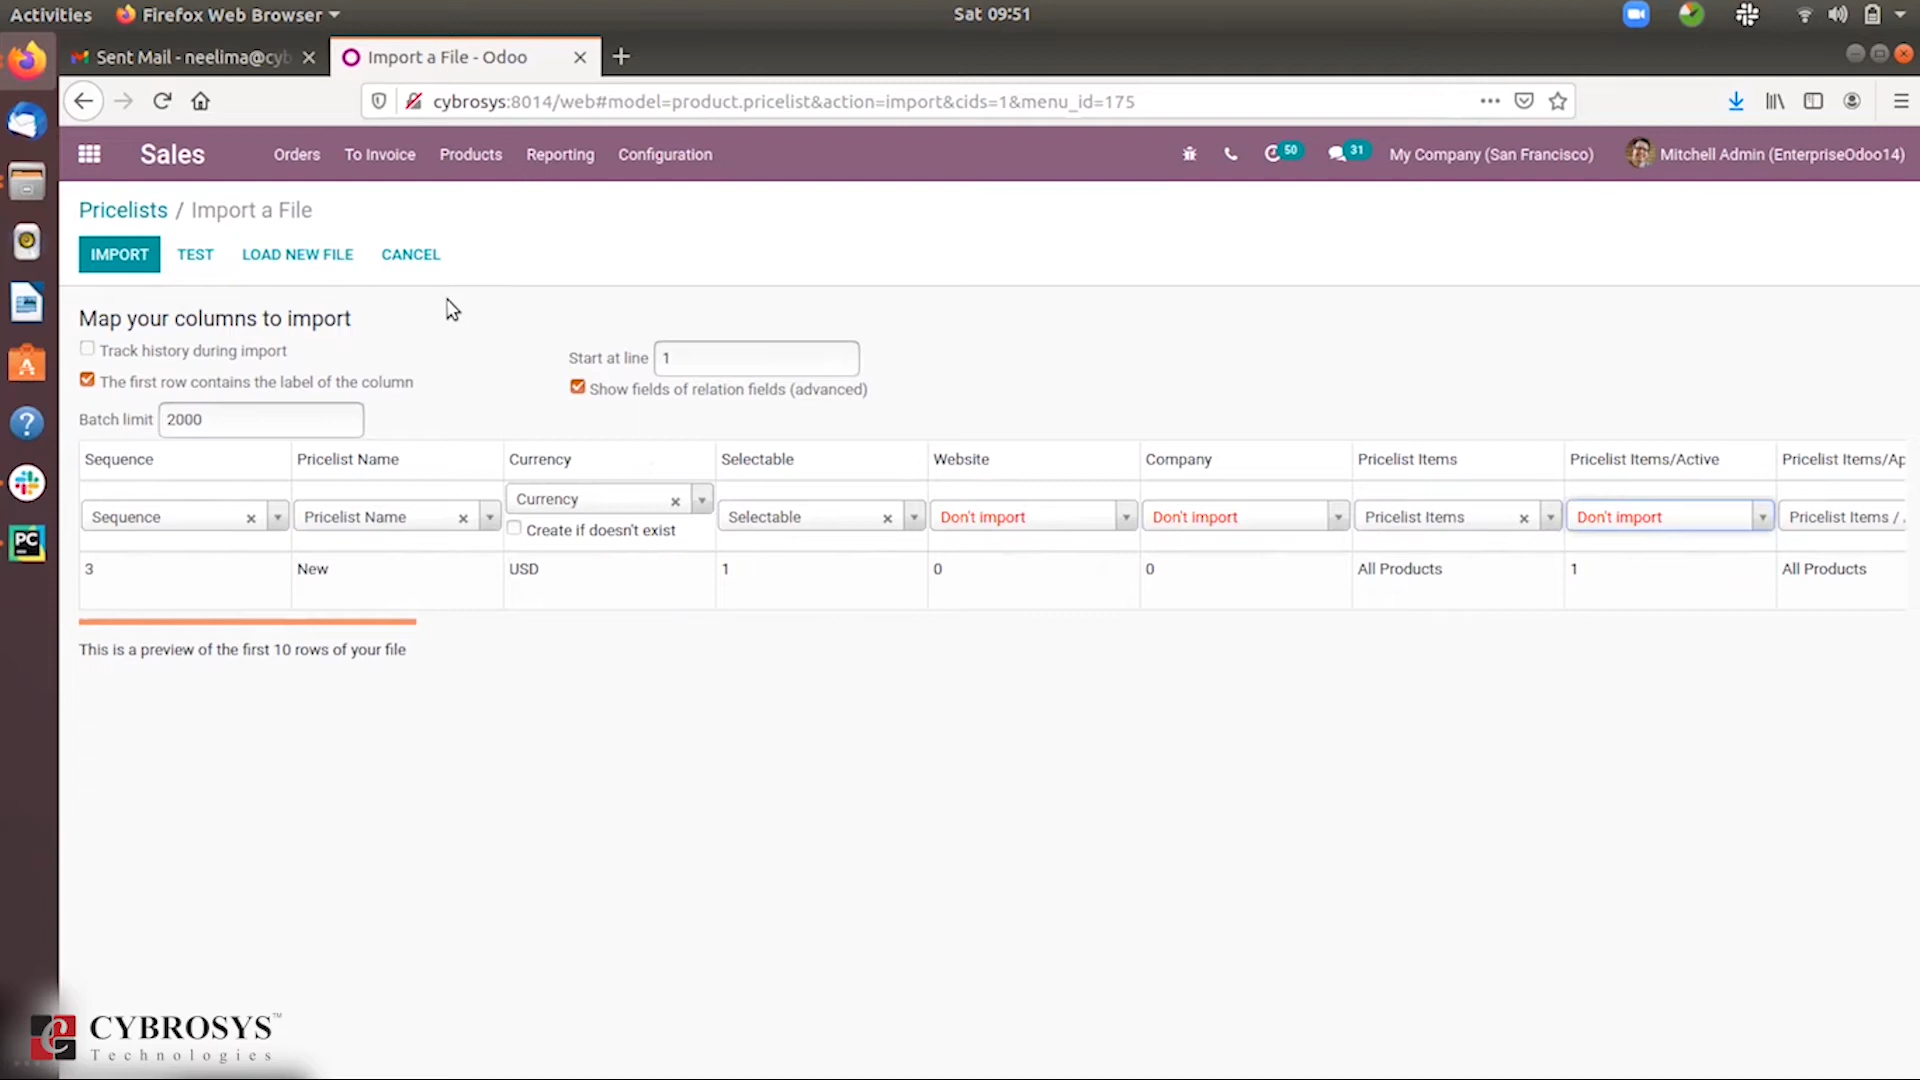 Activities
Firefox Web Browser
Sat 09:51
Sent Mail - neelima@cyb
Import a File - Odoo
cybrosys:8014/web#model=product.pricelist&action=import&cids=1&menu_id=175
Sales
Orders
To Invoice
Products
Reporting
Configuration
50
31
My Company (San Francisco)
Mitchell Admin (EnterpriseOdoo14)
Pricelists / Import a File
IMPORT
TEST
LOAD NEW FILE
CANCEL
Map your columns to import
Track history during import
Start at line 1
The first row contains the label of the column
Show fields of relation fields (advanced)
Batch limit 2000
Sequence
Pricelist Name
Currency
Selectable
Website
Company
Pricelist Items
Pricelist Items/Active
Pricelist Items/Ap
Sequence
Pricelist Name
Currency
Create if doesn't exist
Selectable
Don't import
Don't import
Pricelist Items
Don't import
Pricelist Items /
3
New
USD
1
0
0
All Products
1
All Products
This is a preview of the first 10 rows of your file
PC
CYBROSYS™
Technologies